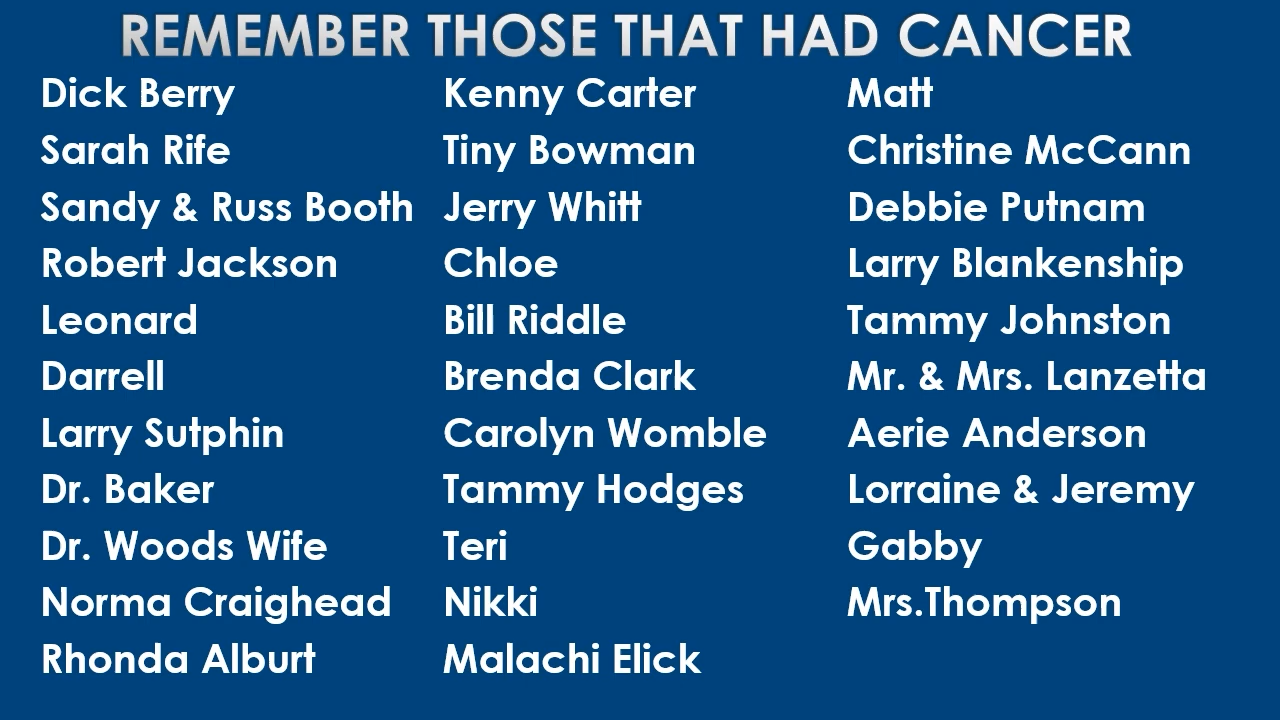 REMEMBER THOSE THAT HAD CANCER
Dick Berry
Sarah Rife
Sandy & Russ Booth
Robert Jackson
Leonard
Darrell
Larry Sutphin
Dr. Baker
Dr. Woods Wife
Norma Craighead
Rhonda Alburt
Kenny Carter
Tiny Bowman
Jerry Whitt
Chloe
Bill Riddle
Brenda Clark
Carolyn Womble
Tammy Hodges
Teri
Nikki
Malachi Elick
Matt
Christine McCann
Debbie Putnam
Larry Blankenship
Tammy Johnston
Mr. & Mrs. Lanzetta
Aerie Anderson
Lorraine & Jeremy
Gabby
Mrs.Thompson